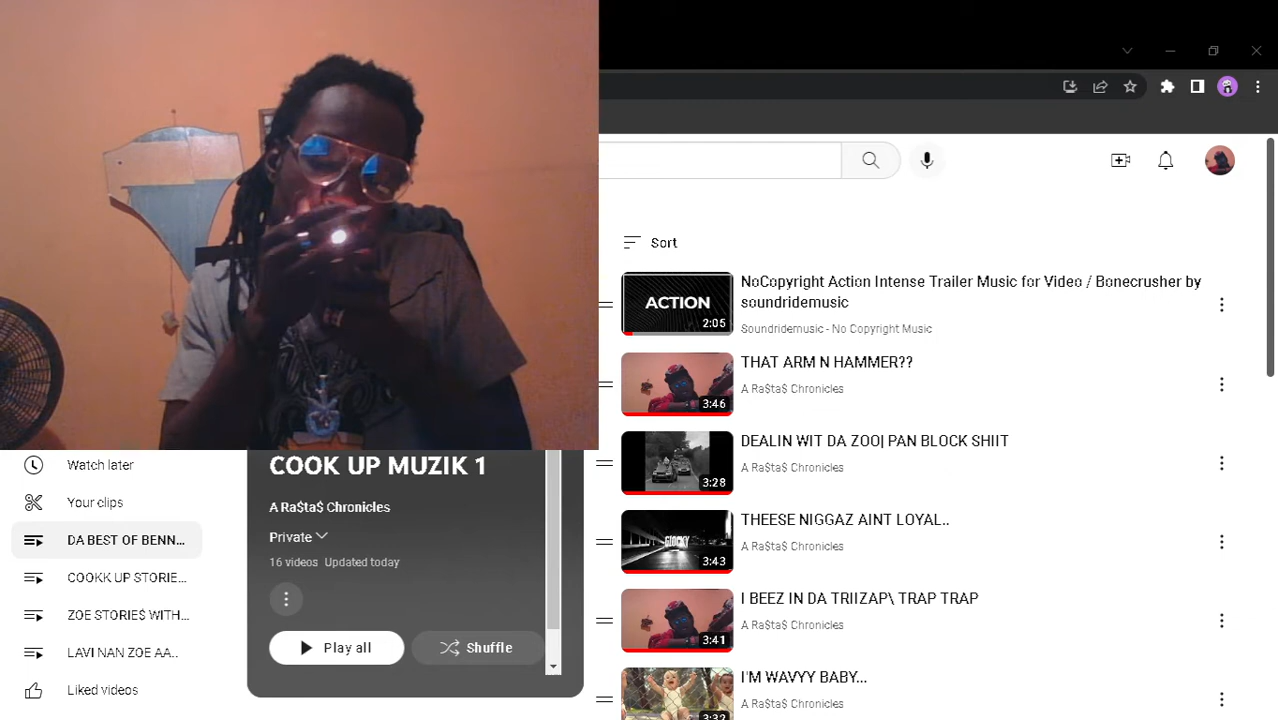 Sort
ACTION
2:05
NoCopyright Action Intense Trailer Music for Video / Bonecrusher by
soundridemusic
Soundridemusic - No Copyright Music
THAT ARM N HAMMER??
3:46
A Ra$ta$ Chronicles
DEALIN WIT DA ZOO| PAN BLOCK SHIIT
3:28
A Ra$ta$ Chronicles
THEESE NIGGAZ AINT LOYAL..
GLOCKY
3:43
A Ra$ta$ Chronicles
I BEEZ IN DA TRIIZAP\ TRAP TRAP
3:41
A Ra$ta$ Chronicles
I'M WAVYY BABY...
3:32
A Ra$ta$ Chronicles
Watch later
Your clips
DA BEST OF BENN...
COOKK UP STORIE...
ZOE STORIE$ WITH...
LAVI NAN ZOE AA..
Liked videos
COOK UP MUZIK 1
A Ra$ta$ Chronicles
Private
16 videos Updated today
Play all
Shuffle